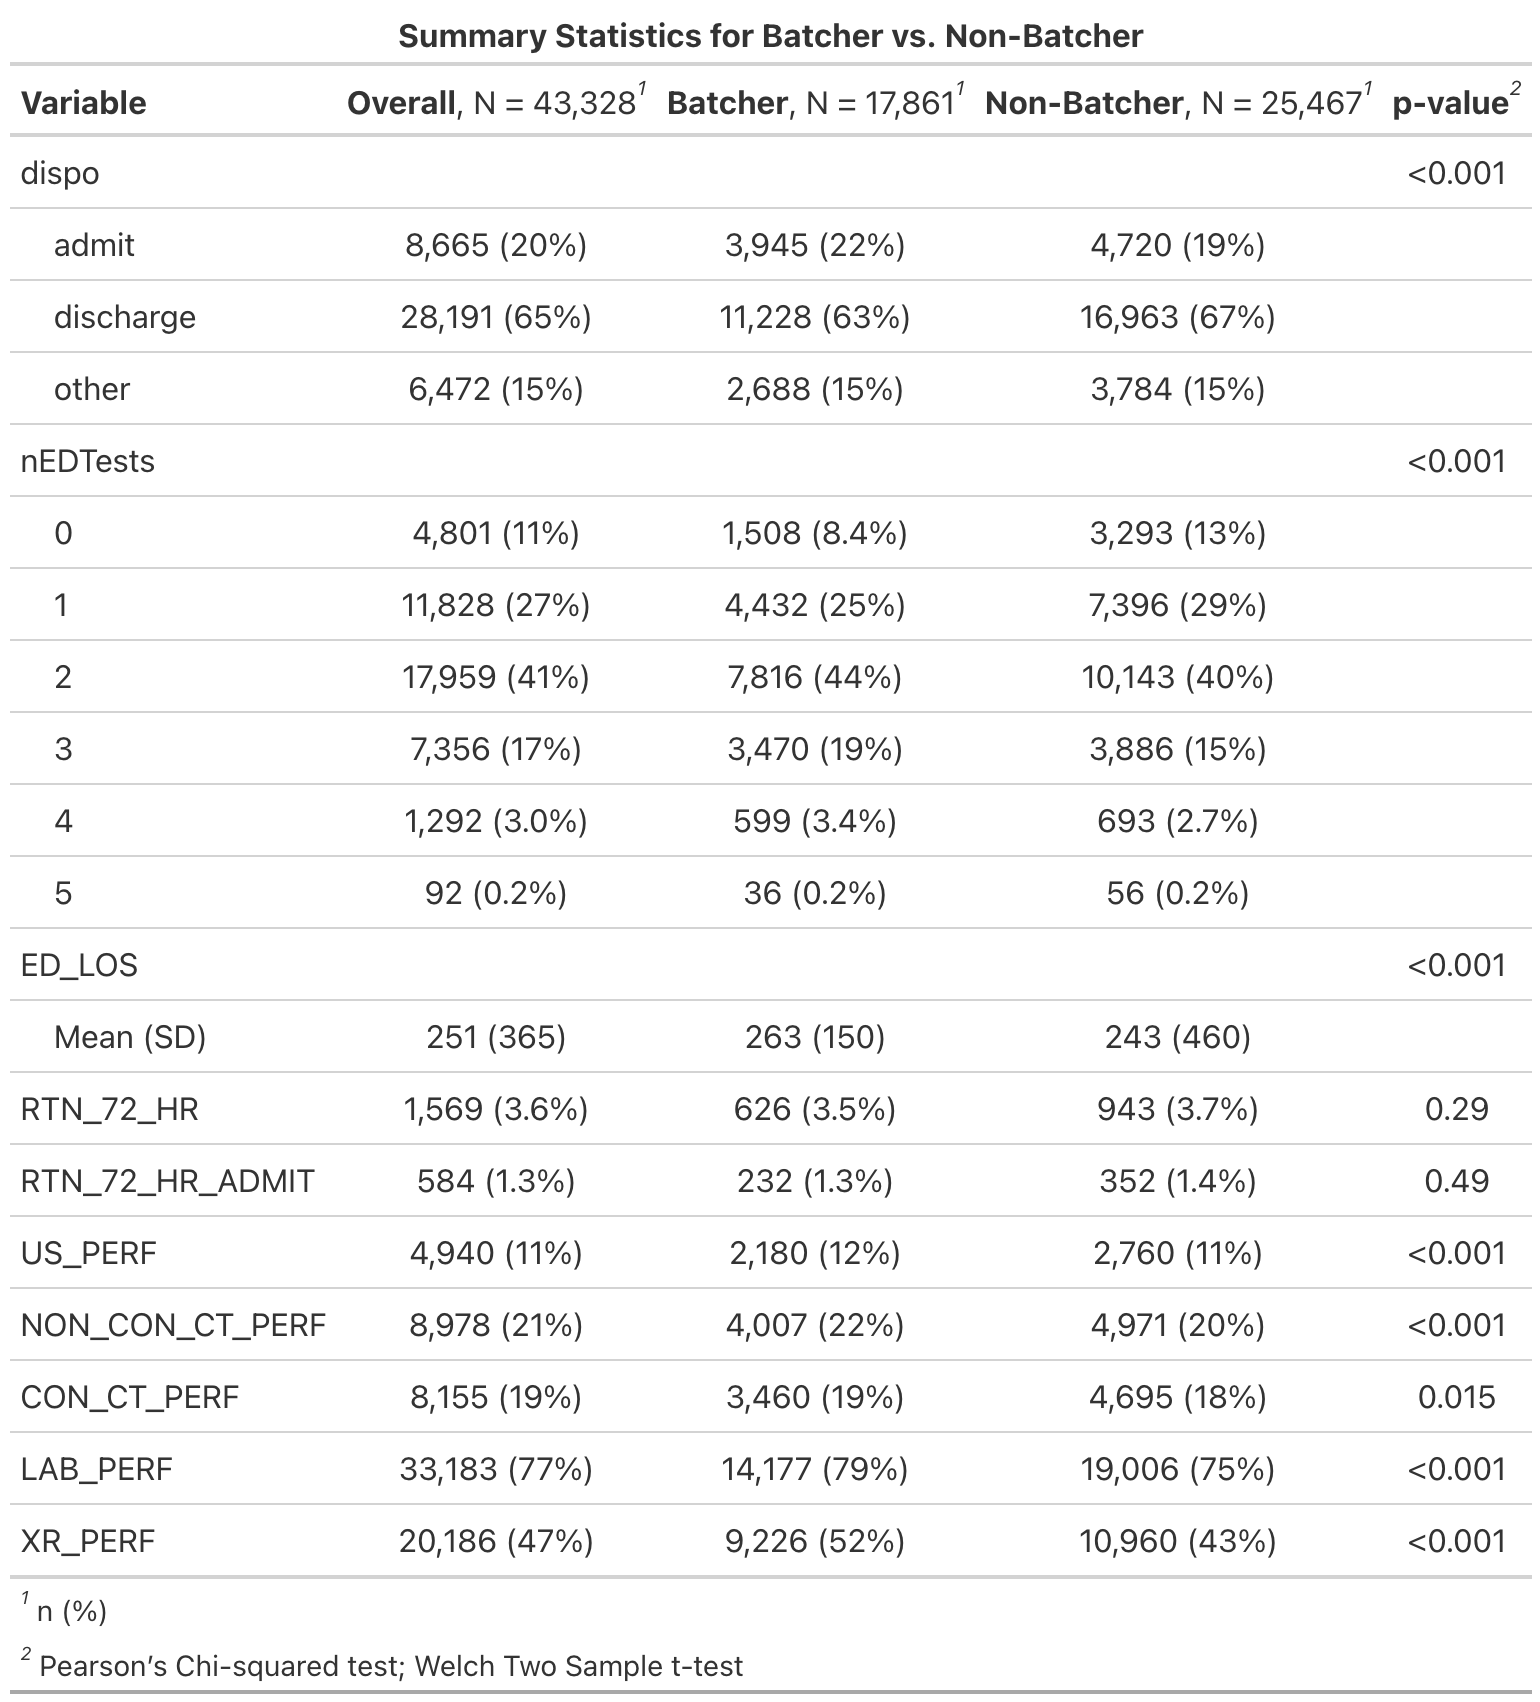 Summary Statistics for Batcher vs. Non-Batcher
Variable Overall, N = 43,328¹ Batcher, N = 17,861¹ Non-Batcher, N = 25,467¹ p-value²
dispo <0.001
admit 8,665 (20%) 3,945 (22%) 4,720 (19%)
discharge 28,191 (65%) 11,228 (63%) 16,963 (67%)
other 6,472 (15%) 2,688 (15%) 3,784 (15%)
nEDTests <0.001
0 4,801 (11%) 1,508 (8.4%) 3,293 (13%)
1 11,828 (27%) 4,432 (25%) 7,396 (29%)
2 17,959 (41%) 7,816 (44%) 10,143 (40%)
3 7,356 (17%) 3,470 (19%) 3,886 (15%)
4 1,292 (3.0%) 599 (3.4%) 693 (2.7%)
5 92 (0.2%) 36 (0.2%) 56 (0.2%)
ED_LOS <0.001
Mean (SD) 251 (365) 263 (150) 243 (460)
RTN_72_HR 1,569 (3.6%) 626 (3.5%) 943 (3.7%) 0.29
RTN_72_HR_ADMIT 584 (1.3%) 232 (1.3%) 352 (1.4%) 0.49
US_PERF 4,940 (11%) 2,180 (12%) 2,760 (11%) <0.001
NON_CON_CT_PERF 8,978 (21%) 4,007 (22%) 4,971 (20%) <0.001
CON_CT_PERF 8,155 (19%) 3,460 (19%) 4,695 (18%) 0.015
LAB_PERF 33,183 (77%) 14,177 (79%) 19,006 (75%) <0.001
XR_PERF 20,186 (47%) 9,226 (52%) 10,960 (43%) <0.001
¹ n (%)
² Pearson's Chi-squared test; Welch Two Sample t-test